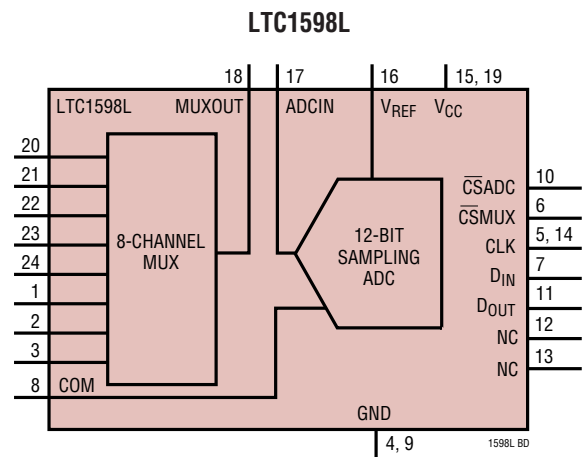 LTC1598L
18 17 16 15, 19
LTC1598L MUXOUT ADCIN VREF VCC
20
21
22
23
24
1
2
3
8 COM
8-CHANNEL
MUX
12-BIT
SAMPLING
ADC
C̅S̅ADC 10
C̅S̅MUX 6
CLK 5, 14
DIN 7
DOUT 11
NC 12
NC 13
GND
4, 9
1598L BD